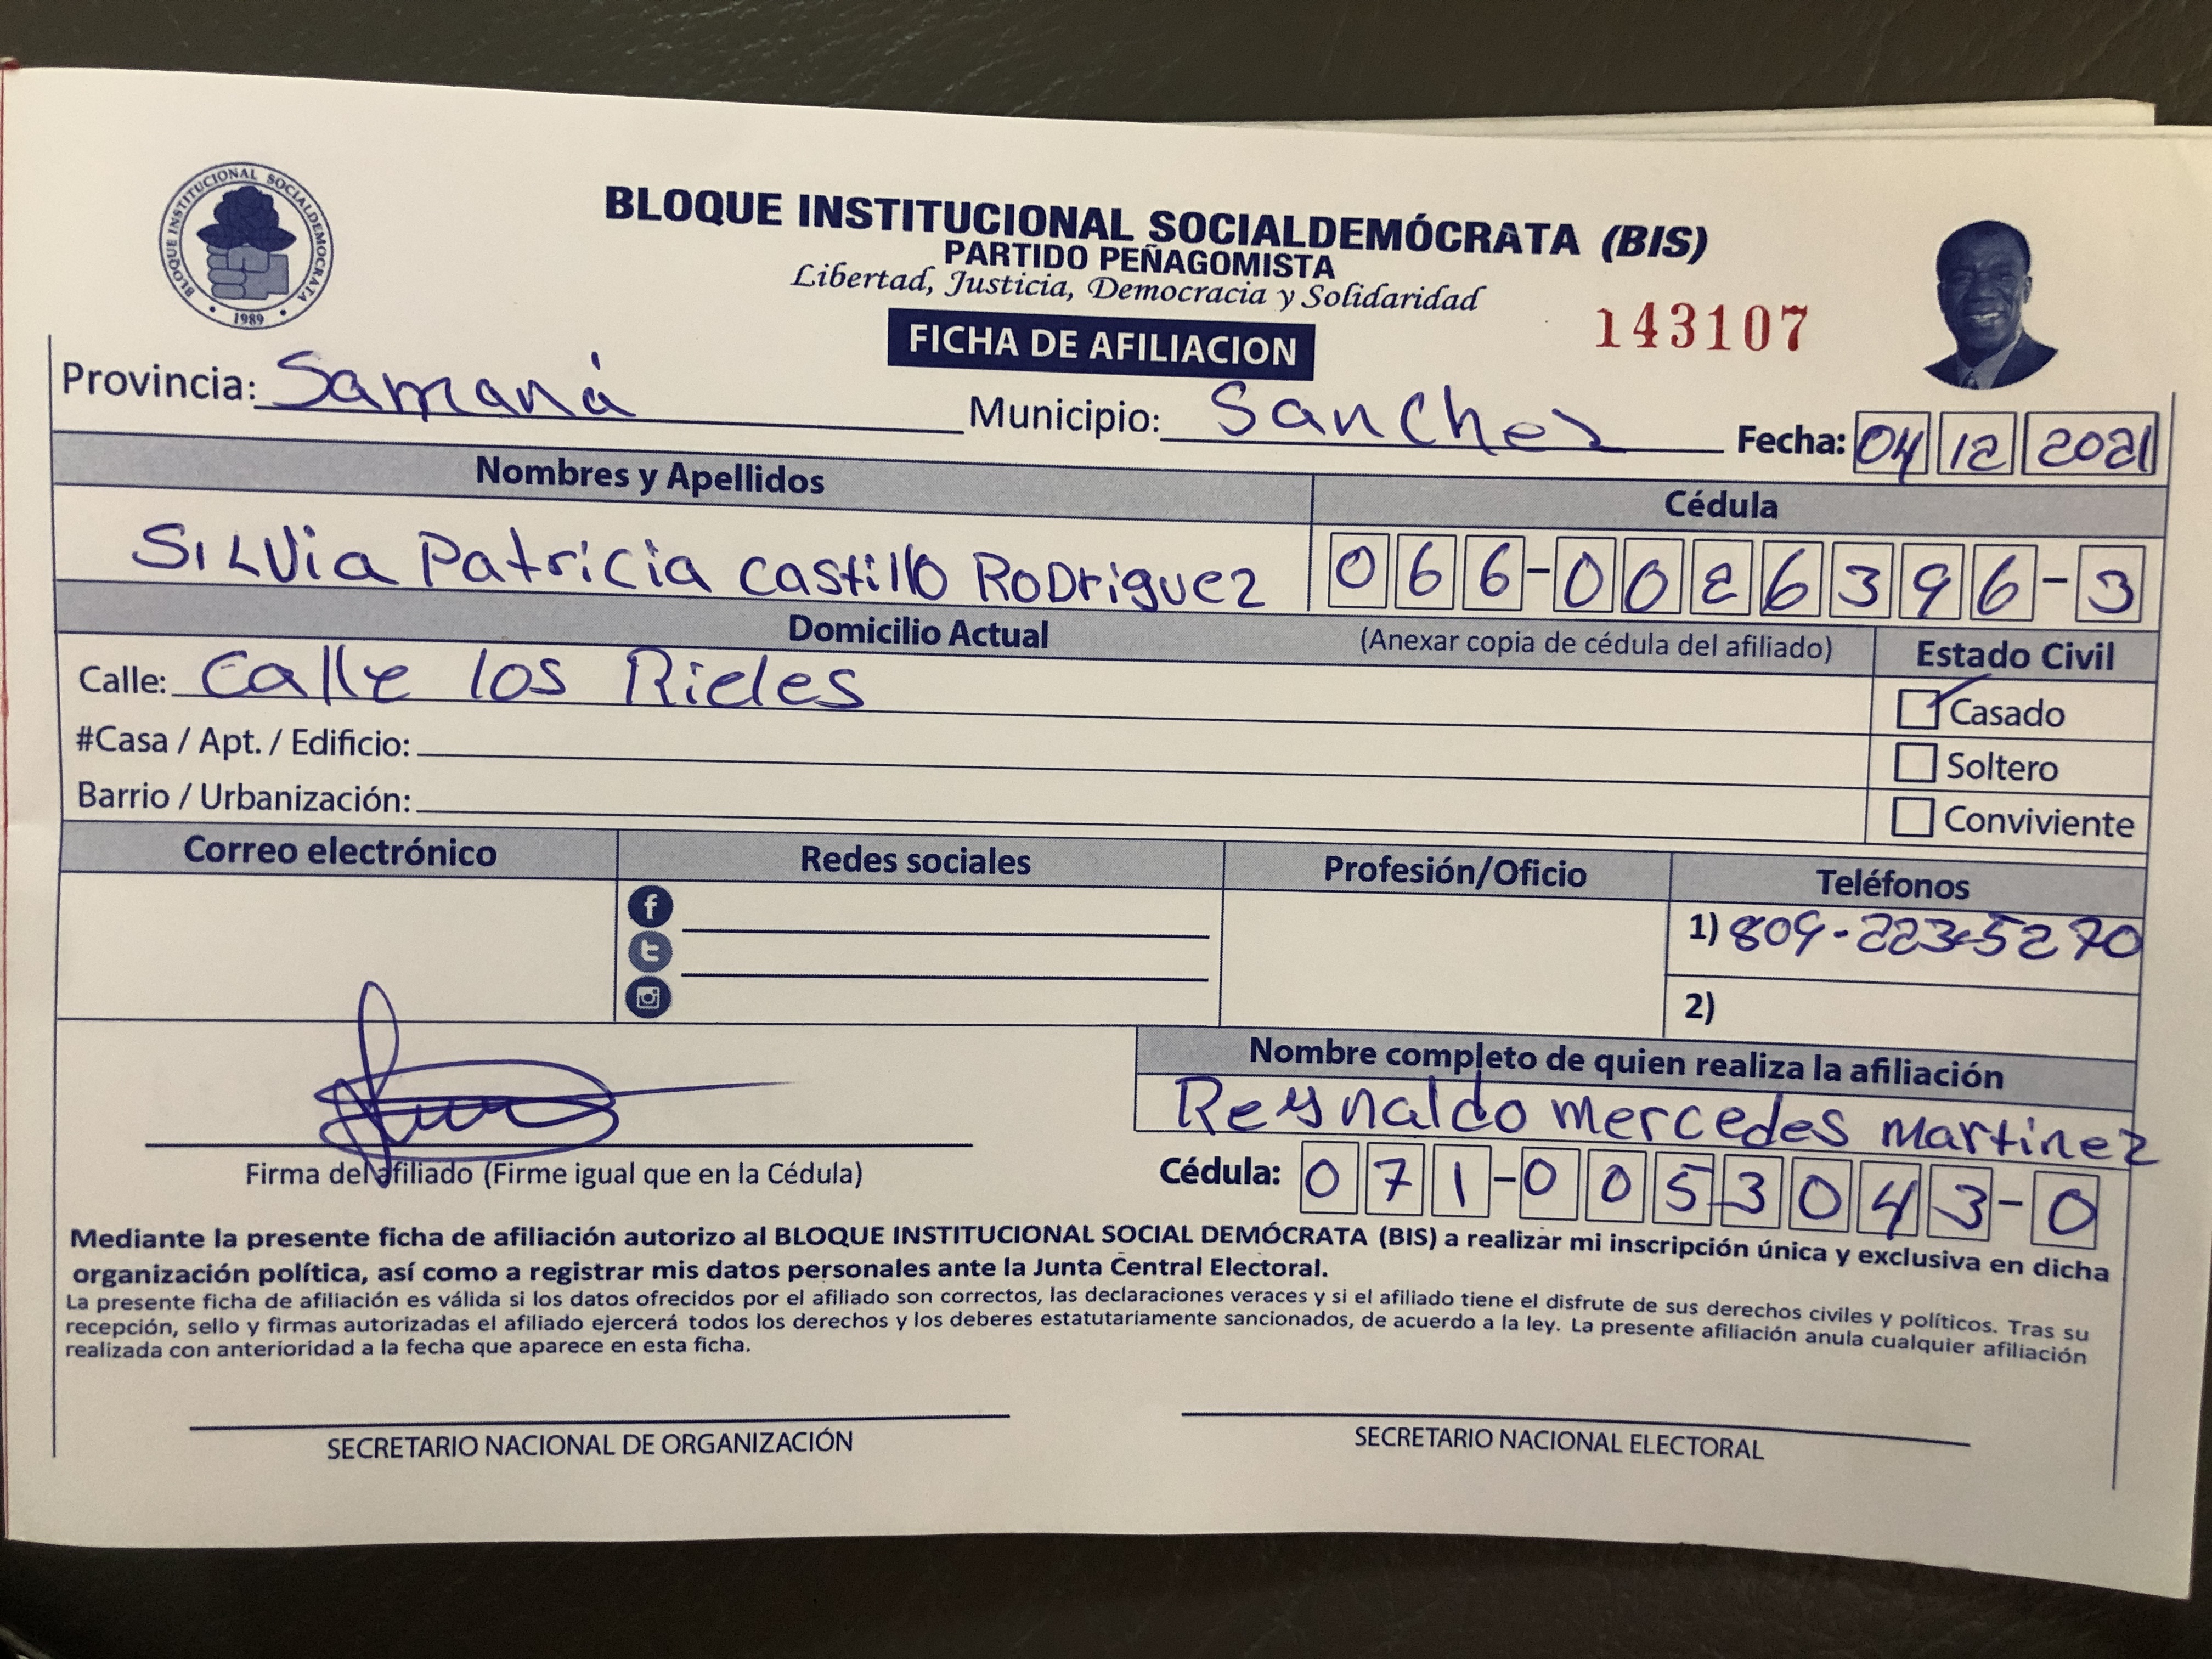 BLOQUE INSTITUCIONAL SOCIALDEMOCRATA
1989
BLOQUE INSTITUCIONAL SOCIALDEMÓCRATA (BIS)
PARTIDO PEÑAGOMISTA
Libertad, Justicia, Democracia y Solidaridad
FICHA DE AFILIACION
143107
Provincia: Samaná Municipio: Sanchez Fecha: 04 12 2021
Nombres y Apellidos Cédula
SILVia Patricia Castillo RoDriguez 066-0026396-3
Domicilio Actual (Anexar copia de cédula del afiliado) Estado Civil
Calle: Calle los Rieles
Casado
#Casa / Apt. / Edificio:
Soltero
Barrio / Urbanización:
Conviviente
Correo electrónico Redes sociales Profesión/Oficio Teléfonos
1) 809-223-5270
2)
Nombre completo de quien realiza la afiliación
Reynaldo mercedes martinez
Firma del afiliado (Firme igual que en la Cédula) Cédula: 071-0053043-0
Mediante la presente ficha de afiliación autorizo al BLOQUE INSTITUCIONAL SOCIAL DEMÓCRATA (BIS) a realizar mi inscripción única y exclusiva en dicha
organización política, así como a registrar mis datos personales ante la Junta Central Electoral.
La presente ficha de afiliación es válida si los datos ofrecidos por el afiliado son correctos, las declaraciones veraces y si el afiliado tiene el disfrute de sus derechos civiles y políticos. Tras su
recepción, sello y firmas autorizadas el afiliado ejercerá todos los derechos y los deberes estatutariamente sancionados, de acuerdo a la ley. La presente afiliación anula cualquier afiliación
realizada con anterioridad a la fecha que aparece en esta ficha.
SECRETARIO NACIONAL DE ORGANIZACIÓN SECRETARIO NACIONAL ELECTORAL